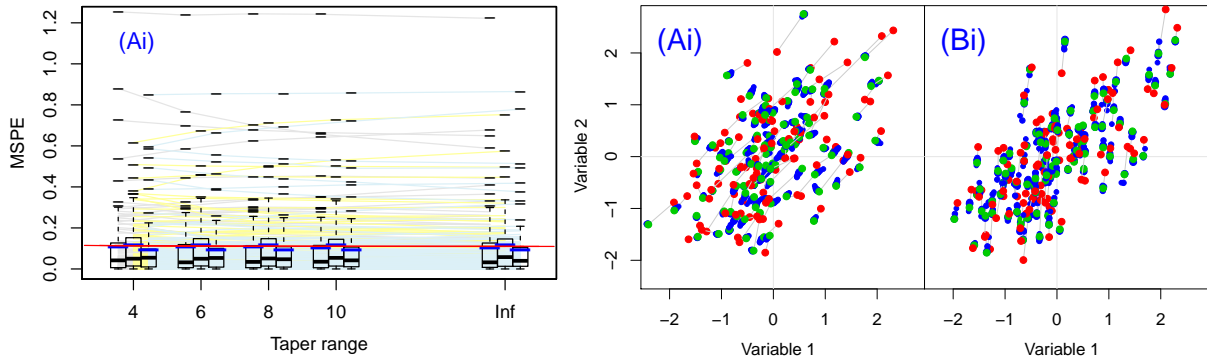 MSPE
0.0 0.2 0.4 0.6 0.8 1.0 1.2
(Ai)
4 6 8 10 Inf
Taper range
Variable 2
−2 −1 0 1 2
(Ai)
−2 −1 0 1 2
Variable 1
(Bi)
−2 −1 0 1 2
Variable 1